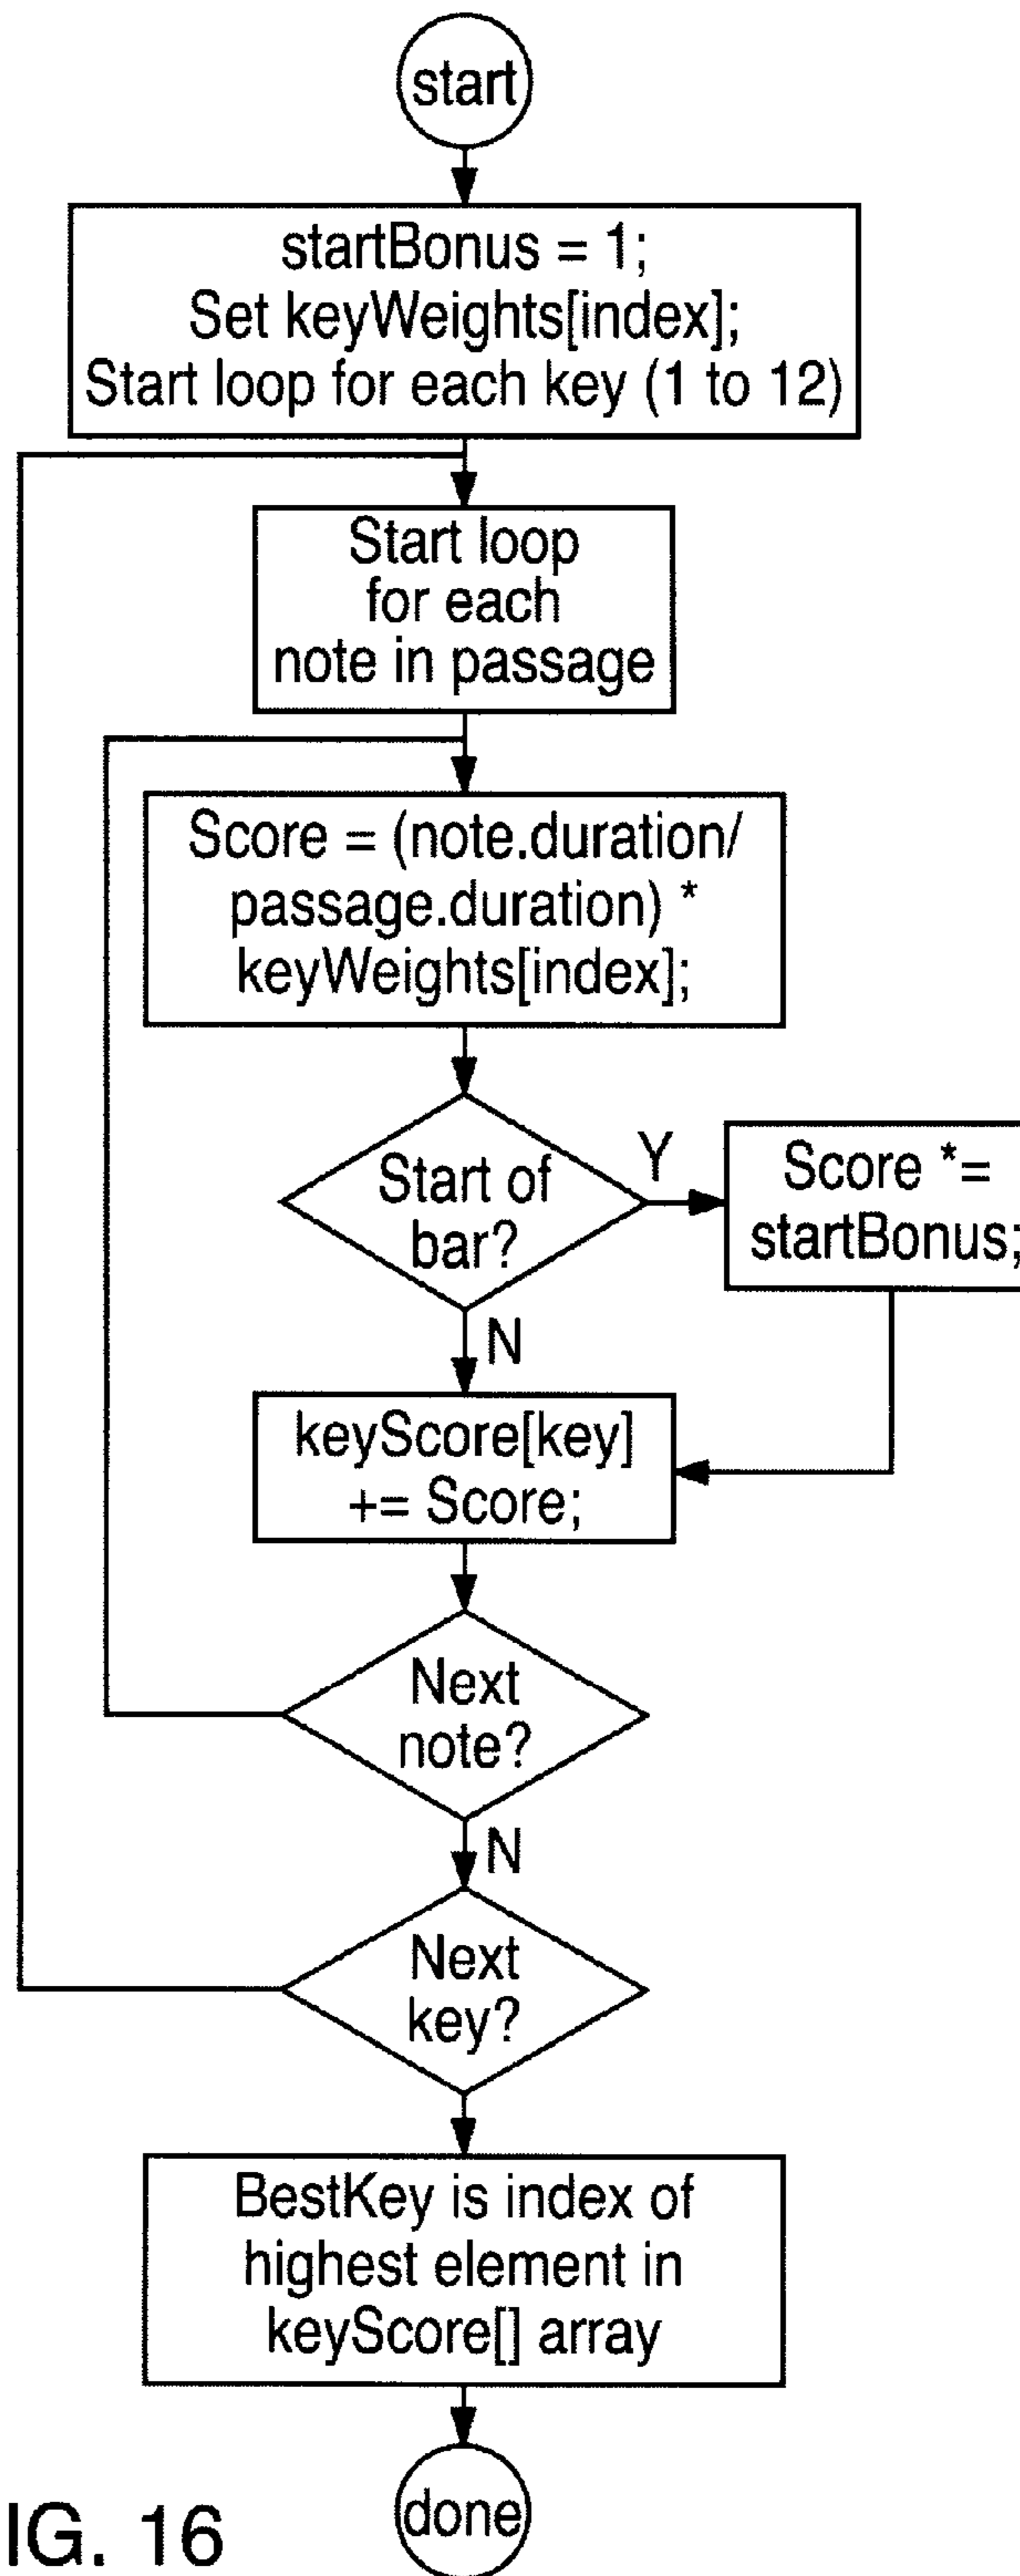 start
startBonus = 1;
Set keyWeights[index];
Start loop for each key (1 to 12)
Start loop
for each
note in passage
Score = (note.duration/
passage.duration) *
keyWeights[index];
Start of
bar?
Y
Score *=
startBonus;
N
keyScore[key]
+= Score;
Next
note?
N
Next
key?
BestKey is index of
highest element in
keyScore[] array
done
IG. 16